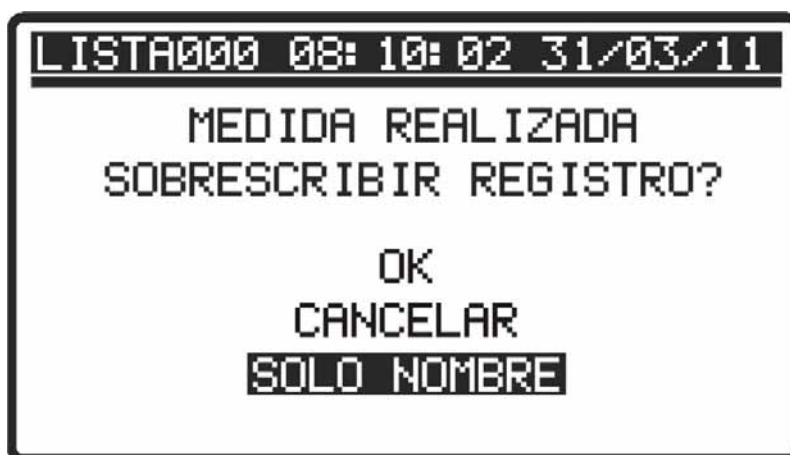 LISTA000 08:10:02 31/03/11
MEDIDA REALIZADA
SOBRESCRIBIR REGISTRO?
OK
CANCELAR
SOLO NOMBRE